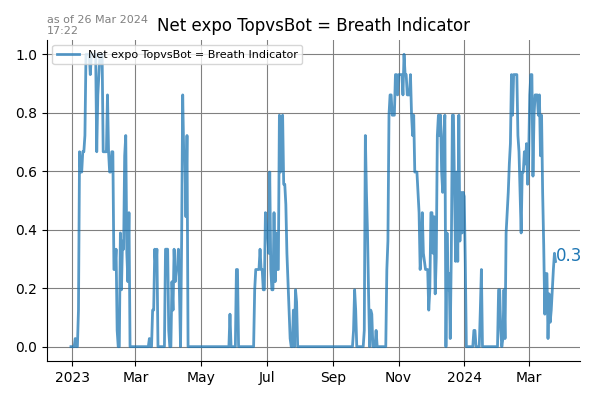 as of 26 Mar 2024
17:22
Net expo TopvsBot = Breath Indicator
Net expo TopvsBot = Breath Indicator
1.0
0.8
0.6
0.4
0.2
0.0
0.3
2023 Mar May Jul Sep Nov 2024 Mar